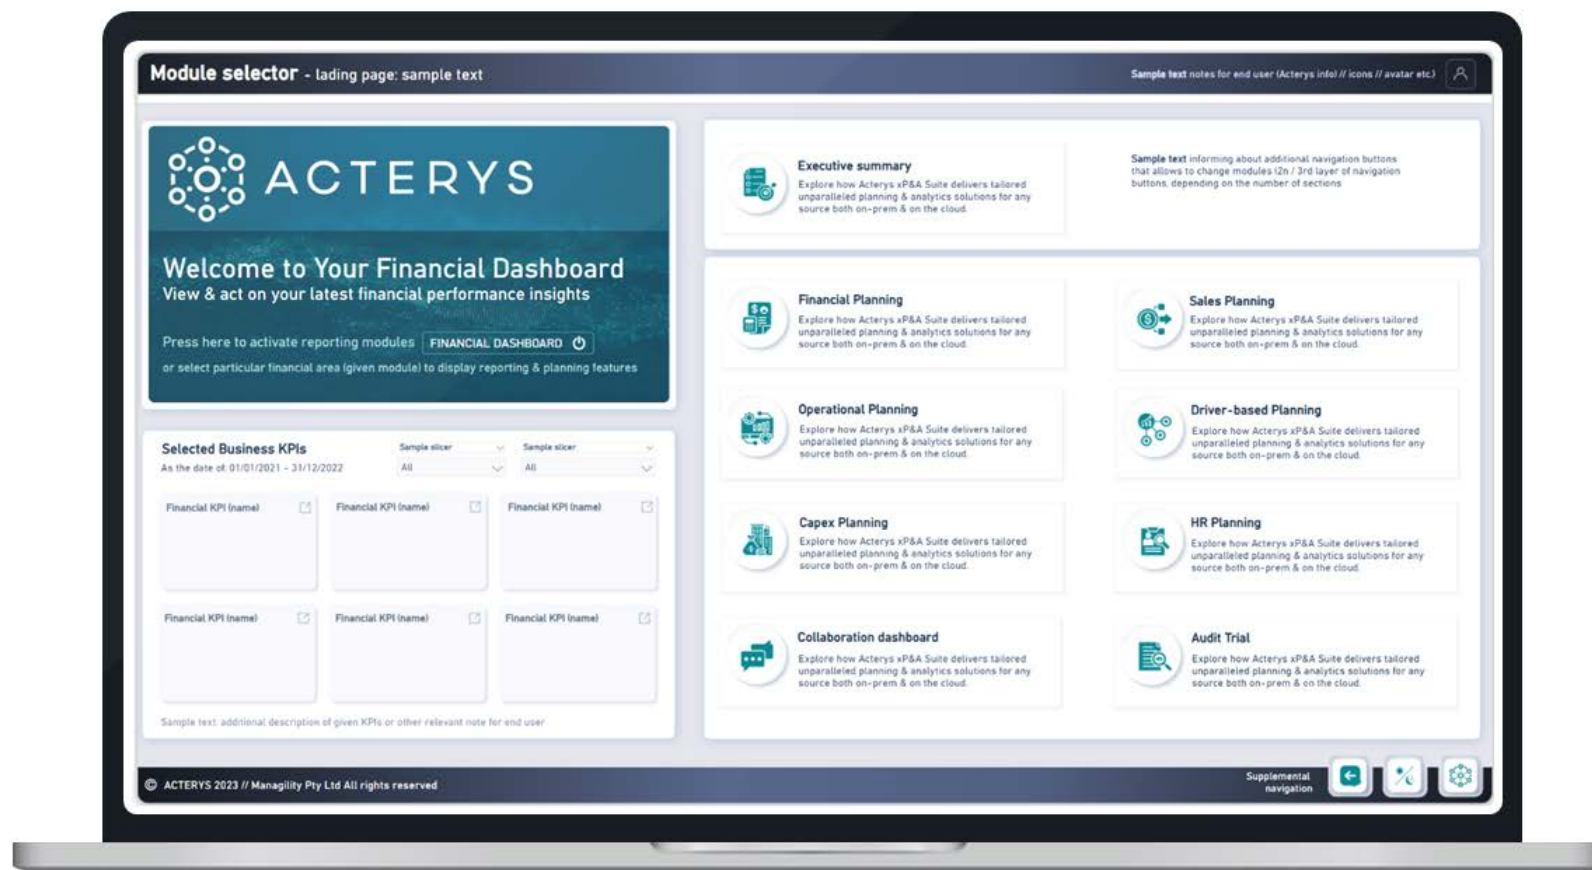 Module selector - lading page: sample text
Sample text notes for end user (Acterys info) // icons // avatar etc.)
ACTERYS
Welcome to Your Financial Dashboard
View & act on your latest financial performance insights
Press here to activate reporting modules FINANCIAL DASHBOARD
or select particular financial area (given module) to display reporting & planning features
Selected Business KPIs
As the date of: 01/01/2021 - 31/12/2022
Sample slicer
All
Sample slicer
All
Financial KPI (name)
Financial KPI (name)
Financial KPI (name)
Financial KPI (name)
Financial KPI (name)
Financial KPI (name)
Sample text: additional description of given KPIs or other relevant note for end user
Executive summary
Explore how Acterys xP&A Suite delivers tailored
unparalleled planning & analytics solutions for any
source both on-prem & on the cloud.
Sample text informing about additional navigation buttons
that allows to change modules (2n / 3rd layer of navigation
buttons, depending on the number of sections
Financial Planning
Explore how Acterys xP&A Suite delivers tailored
unparalleled planning & analytics solutions for any
source both on-prem & on the cloud.
Sales Planning
Explore how Acterys xP&A Suite delivers tailored
unparalleled planning & analytics solutions for any
source both on-prem & on the cloud.
Operational Planning
Explore how Acterys xP&A Suite delivers tailored
unparalleled planning & analytics solutions for any
source both on-prem & on the cloud.
Driver-based Planning
Explore how Acterys xP&A Suite delivers tailored
unparalleled planning & analytics solutions for any
source both on-prem & on the cloud.
Capex Planning
Explore how Acterys xP&A Suite delivers tailored
unparalleled planning & analytics solutions for any
source both on-prem & on the cloud.
HR Planning
Explore how Acterys xP&A Suite delivers tailored
unparalleled planning & analytics solutions for any
source both on-prem & on the cloud.
Collaboration dashboard
Explore how Acterys xP&A Suite delivers tailored
unparalleled planning & analytics solutions for any
source both on-prem & on the cloud.
Audit Trial
Explore how Acterys xP&A Suite delivers tailored
unparalleled planning & analytics solutions for any
source both on-prem & on the cloud.
© ACTERYS 2023 // Managility Pty Ltd All rights reserved
Supplemental
navigation